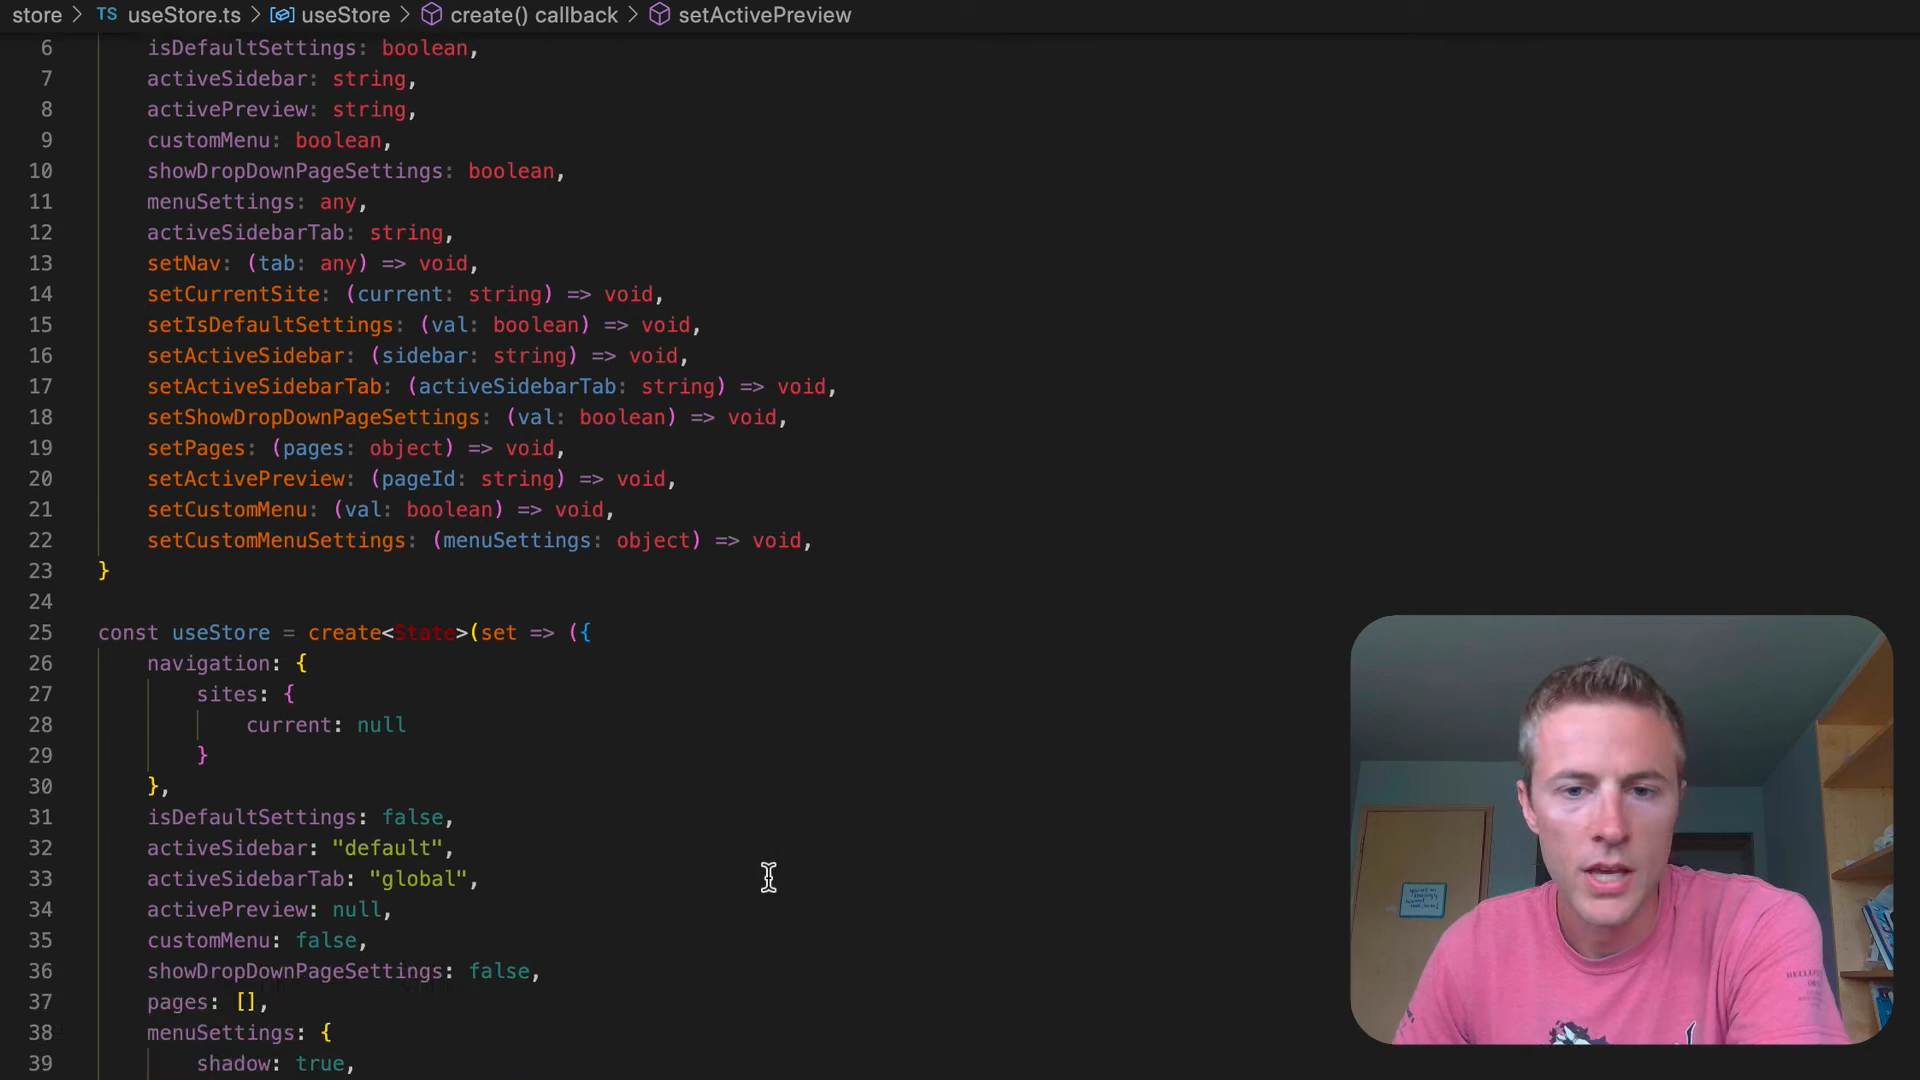 store > TS useStore.ts > useStore > create() callback > setActivePreview
6 isDefaultSettings: boolean,
7 activeSidebar: string,
8 activePreview: string,
9 customMenu: boolean,
10 showDropDownPageSettings: boolean,
11 menuSettings: any,
12 activeSidebarTab: string,
13 setNav: (tab: any) => void,
14 setCurrentSite: (current: string) => void,
15 setIsDefaultSettings: (val: boolean) => void,
16 setActiveSidebar: (sidebar: string) => void,
17 setActiveSidebarTab: (activeSidebarTab: string) => void,
18 setShowDropDownPageSettings: (val: boolean) => void,
19 setPages: (pages: object) => void,
20 setActivePreview: (pageId: string) => void,
21 setCustomMenu: (val: boolean) => void,
22 setCustomMenuSettings: (menuSettings: object) => void,
23 }
24
25 const useStore = create<State>(set => ({
26 navigation: {
27 sites: {
28 current: null
29 }
30 },
31 isDefaultSettings: false,
32 activeSidebar: "default",
33 activeSidebarTab: "global",
34 activePreview: null,
35 customMenu: false,
36 showDropDownPageSettings: false,
37 pages: [],
38 menuSettings: {
39 shadow: true,